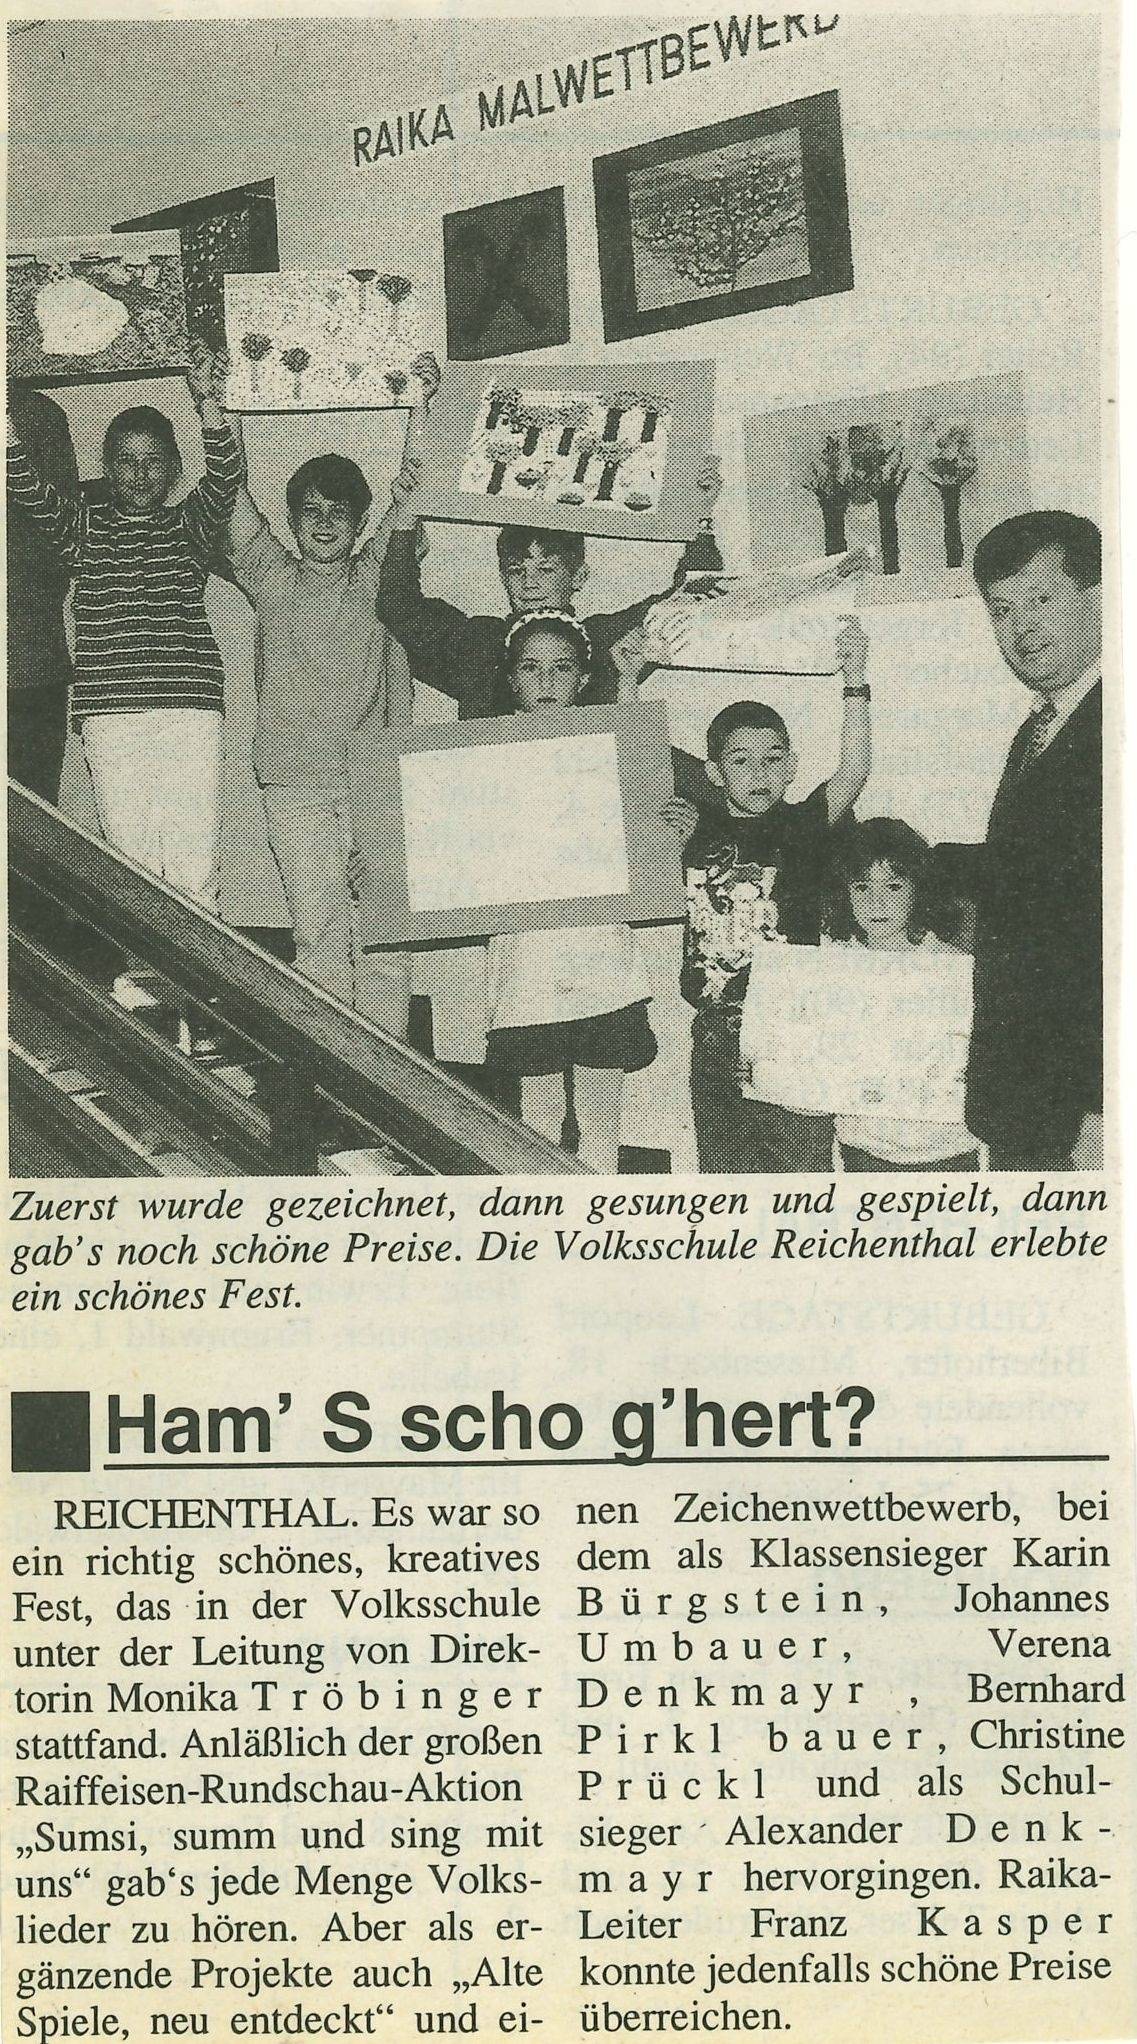 RAIKA MALWETTBEWERB
Zuerst wurde gezeichnet, dann gesungen und gespielt, dann
gab's noch schöne Preise. Die Volksschule Reichenthal erlebte
ein schönes Fest.
Ham' S scho g'hert?
REICHENTHAL. Es war so
ein richtig schönes, kreatives
Fest, das in der Volksschule
unter der Leitung von Direk-
torin Monika Tröbinger
stattfand. Anläßlich der großen
Raiffeisen-Rundschau-Aktion
„Sumsi, summ und sing mit
uns“ gab‘s jede Menge Volks-
lieder zu hören. Aber als er-
gänzende Projekte auch „Alte
Spiele, neu entdeckt“ und ei-
nen Zeichenwettbewerb, bei
dem als Klassensieger Karin
Bürgstein, Johannes
Umbauer, Verena
Denkmayr , Bernhard
Pirkl bauer, Christine
Prückl und als Schul-
sieger Alexander Denk-
mayr hervorgingen. Raika-
Leiter Franz Kasper
konnte jedenfalls schöne Preise
überreichen.